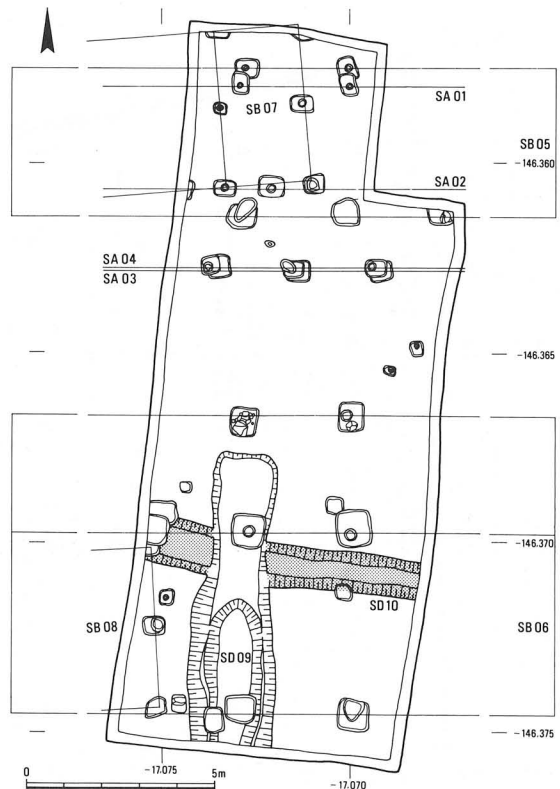 SA 01
SB 07
SB 05
−146.360
SA 02
SA 04
SA 03
−146.365
−146.370
SD 10
SB 08
SB 06
SD 09
−146.375
−17.075
−17.070
0
5m